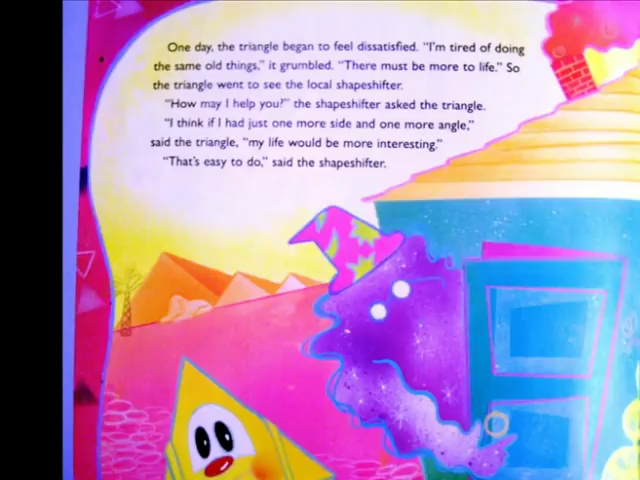 One day, the triangle began to feel dissatisfied. "I'm tired of doing
the same old things," it grumbled. "There must be more to life." So
the triangle went to see the local shapeshifter.
"How may I help you?" the shapeshifter asked the triangle.
"I think if I had just one more side and one more angle,"
said the triangle, "my life would be more interesting."
"That's easy to do," said the shapeshifter.